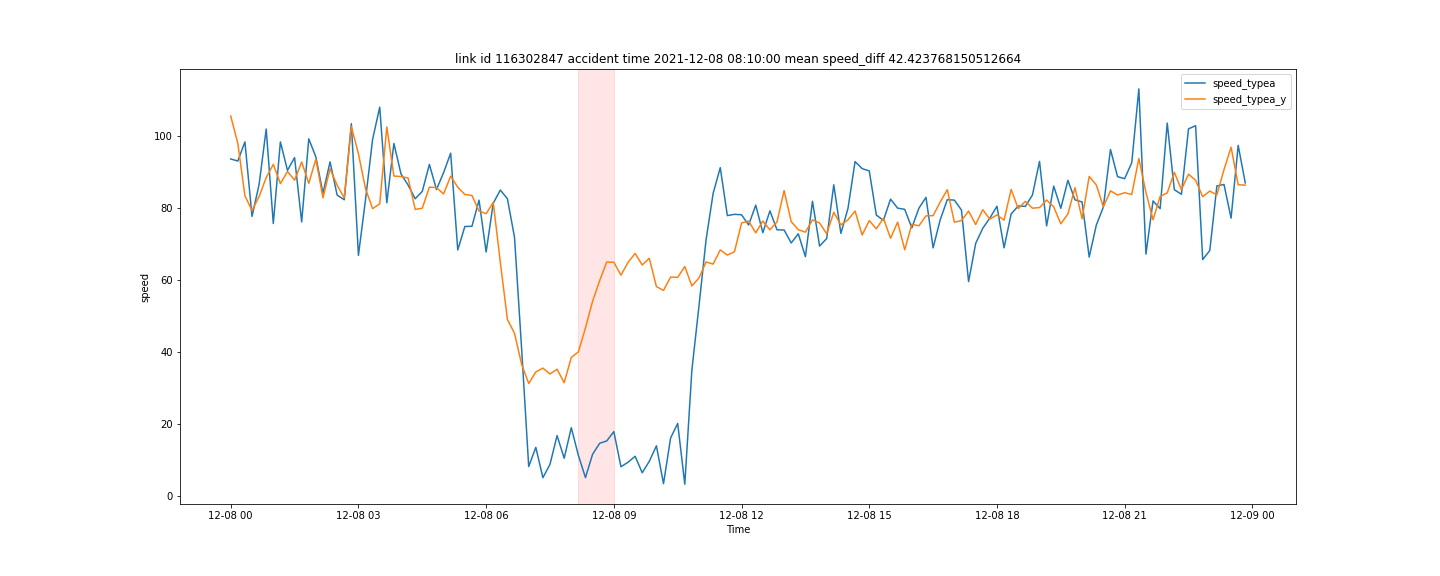 link id 116302847 accident time 2021-12-08 08:10:00 mean speed_diff 42.423768150512664
speed_typea
speed_typea_y
speed
100
80
60
40
20
0
12-08 00 12-08 03 12-08 06 12-08 09 12-08 12 12-08 15 12-08 18 12-08 21 12-09 00
Time